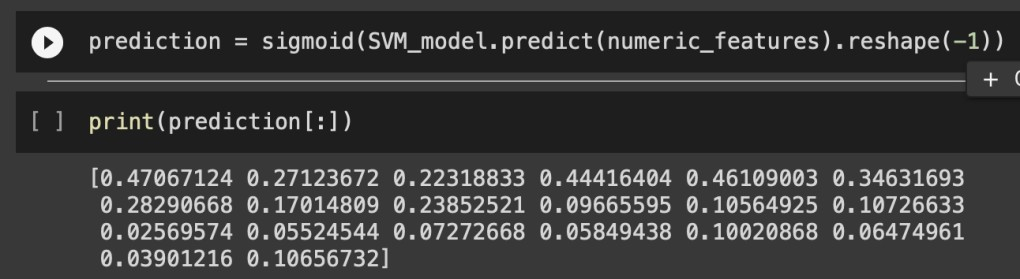 prediction = sigmoid(SVM_model.predict(numeric_features).reshape(-1))
+
[ ] print(prediction[:])
[0.47067124 0.27123672 0.22318833 0.44416404 0.46109003 0.34631693
0.28290668 0.17014809 0.23852521 0.09665595 0.10564925 0.10726633
0.02569574 0.05524544 0.07272668 0.05849438 0.10020868 0.06474961
0.03901216 0.10656732]